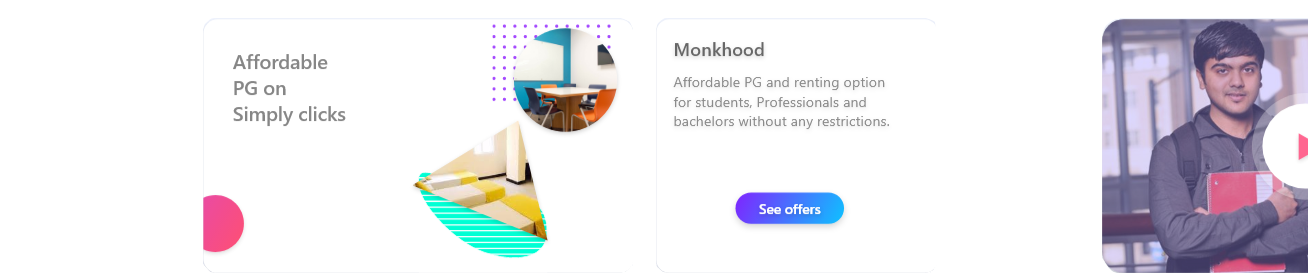 Affordable
PG on
Simply clicks
Monkhood
Affordable PG and renting option
for students, Professionals and
bachelors without any restrictions.
See offers